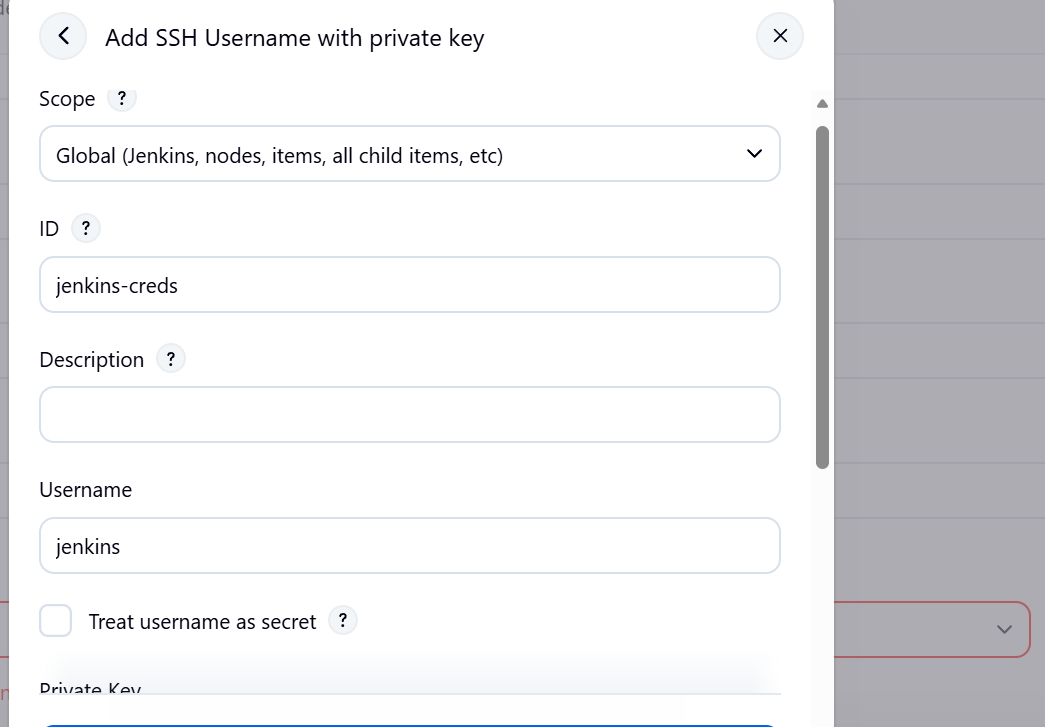 Add SSH Username with private key
Scope ?
Global (Jenkins, nodes, items, all child items, etc)
ID ?
jenkins-creds
Description ?
Username
jenkins
Treat username as secret ?
Private Key